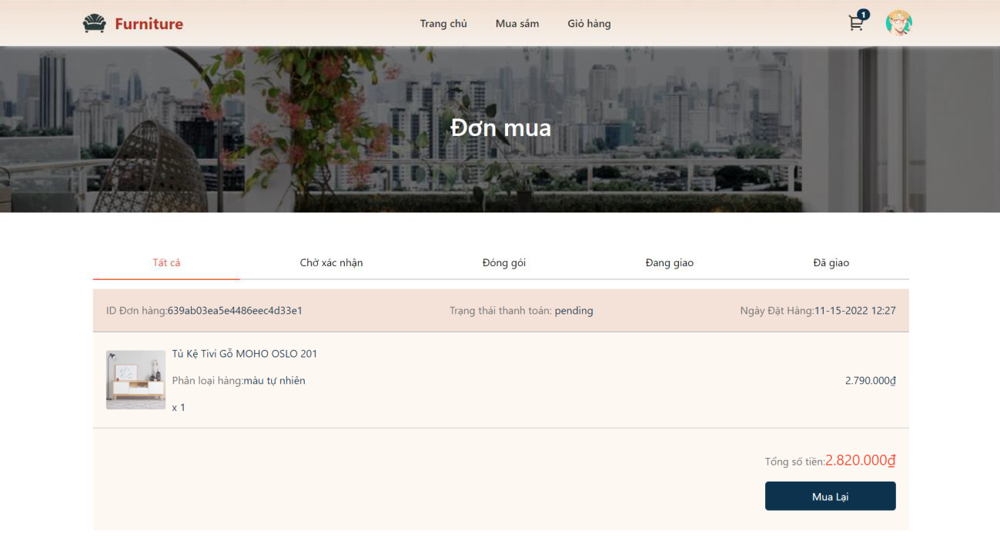 Furniture
Trang chủ
Mua sắm
Giỏ hàng
1
Đơn mua
Tất cả
Chờ xác nhận
Đóng gói
Đang giao
Đã giao
ID Đơn hàng:639ab03ea5e4486eec4d33e1
Trạng thái thanh toán: pending
Ngày Đặt Hàng:11-15-2022 12:27
Tủ Kệ Tivi Gỗ MOHO OSLO 201
Phân loại hàng:màu tự nhiên
2.790.000₫
x 1
Tổng số tiền:2.820.000₫
Mua Lại